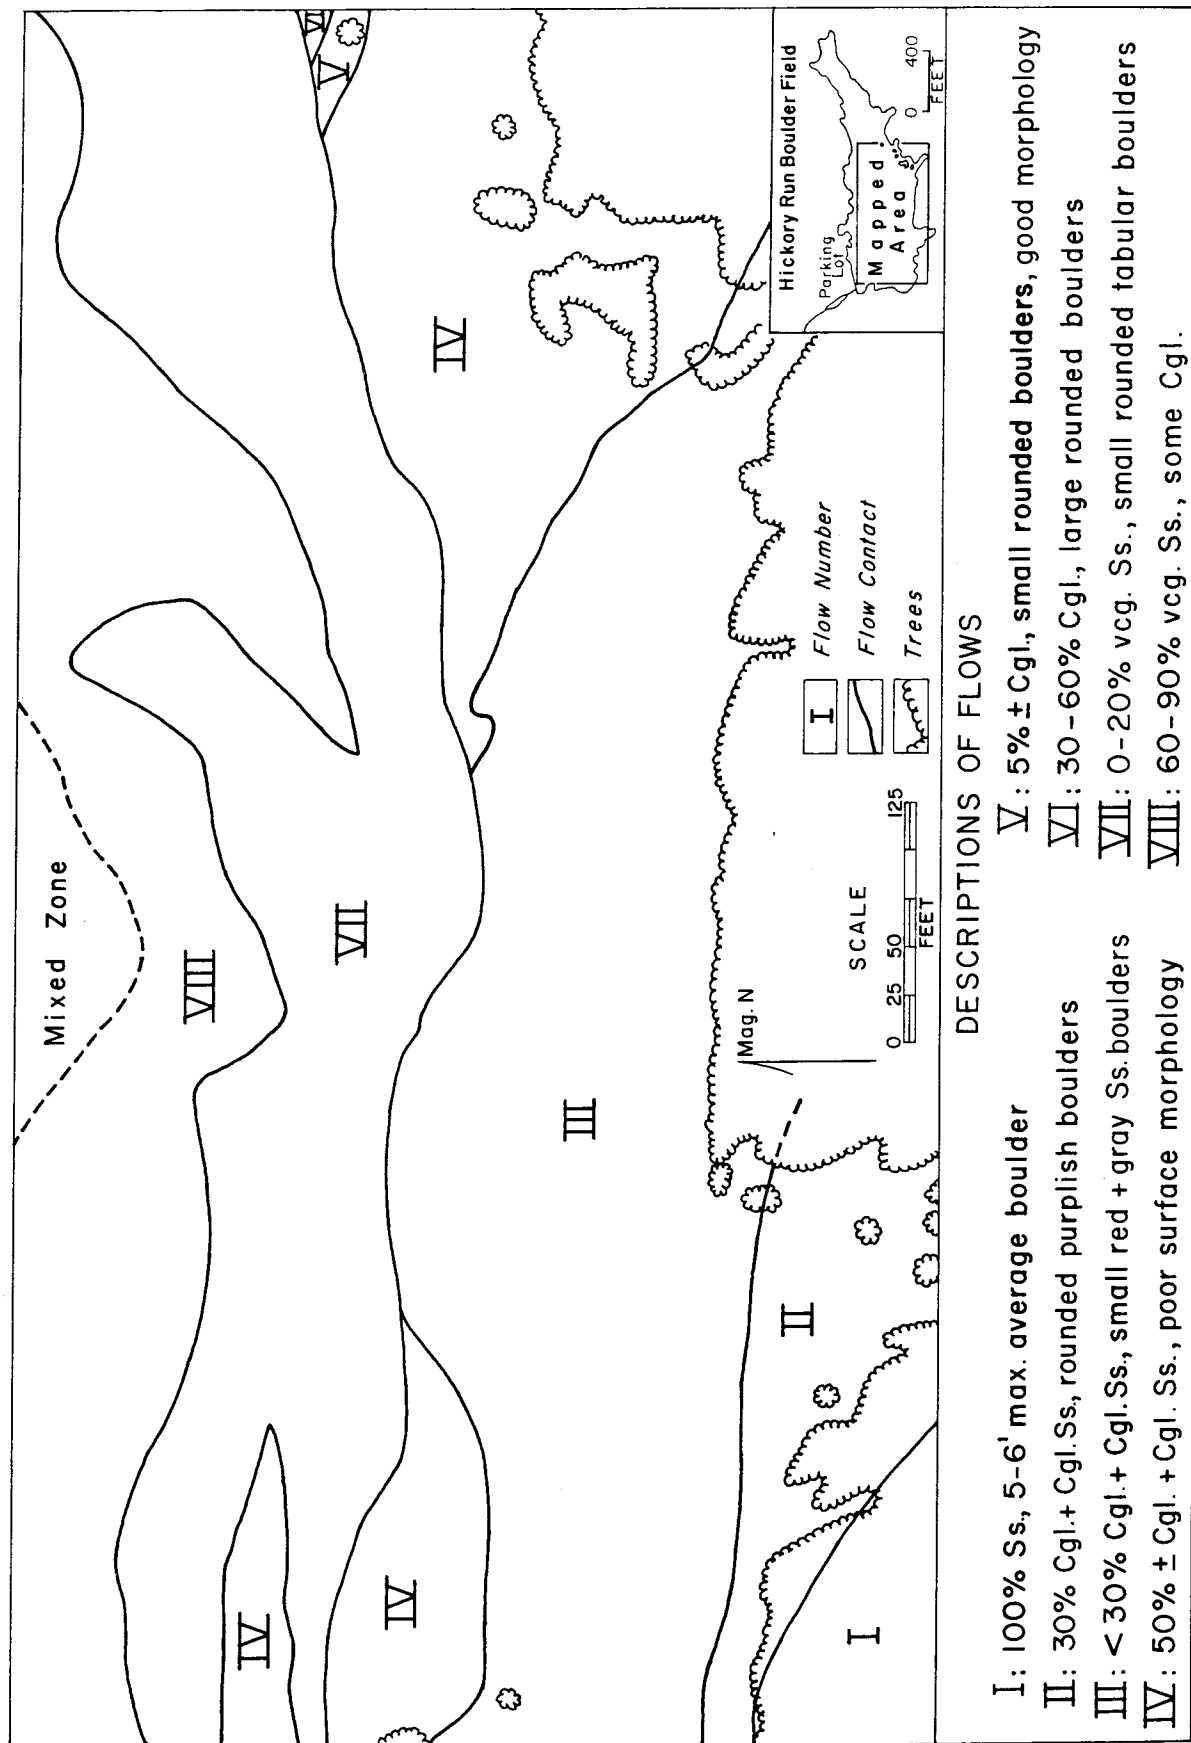 Mixed Zone
VIII
VII
VI
V
IV
IV
IV
III
II
I
Hickory Run Boulder Field
Parking
Lot
Mapped
Area
0 400
FEET
Mag. N
SCALE
0 25 50 125
FEET
I Flow Number
Flow Contact
Trees
DESCRIPTIONS OF FLOWS
I: 100% Ss., 5-6' max. average boulder
II: 30% Cgl.+ Cgl.Ss., rounded purplish boulders
III: <30% Cgl.+ Cgl.Ss., small red + gray Ss. boulders
IV: 50% ± Cgl. + Cgl. Ss., poor surface morphology
V: 5% ± Cgl., small rounded boulders, good morphology
VI: 30-60% Cgl., large rounded boulders
VII: 0-20% vcg. Ss., small rounded tabular boulders
VIII: 60-90% vcg. Ss., some Cgl.